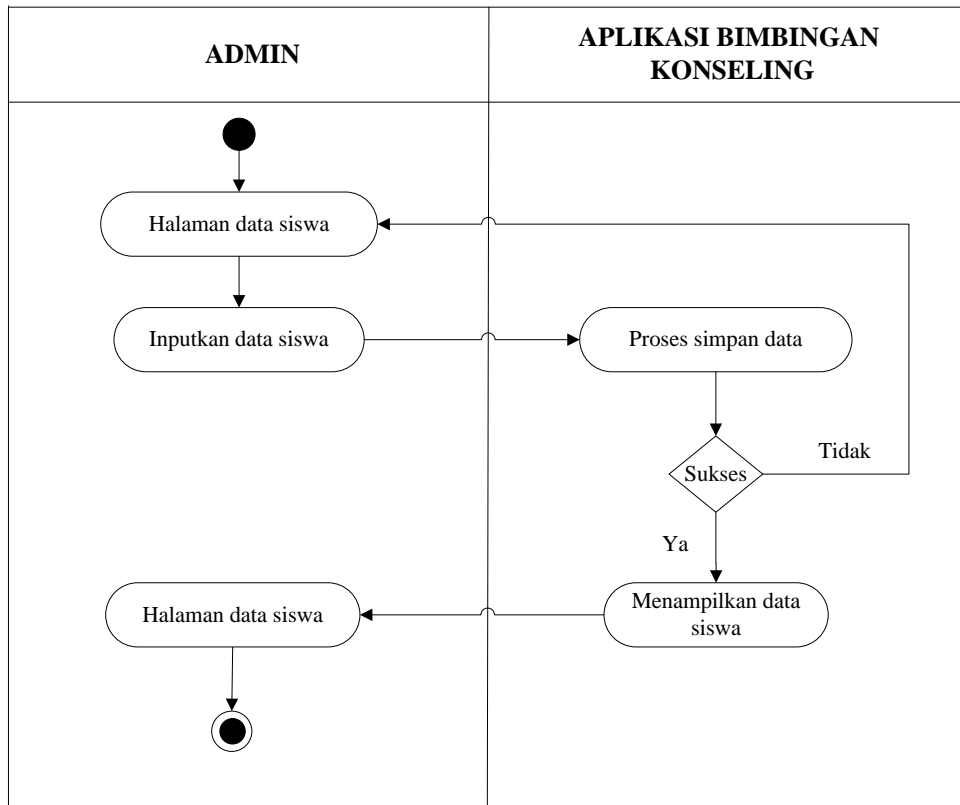 ADMIN
APLIKASI BIMBINGAN
KONSELING
Halaman data siswa
Inputkan data siswa
Proses simpan data
Sukses
Tidak
Ya
Menampilkan data
siswa
Halaman data siswa